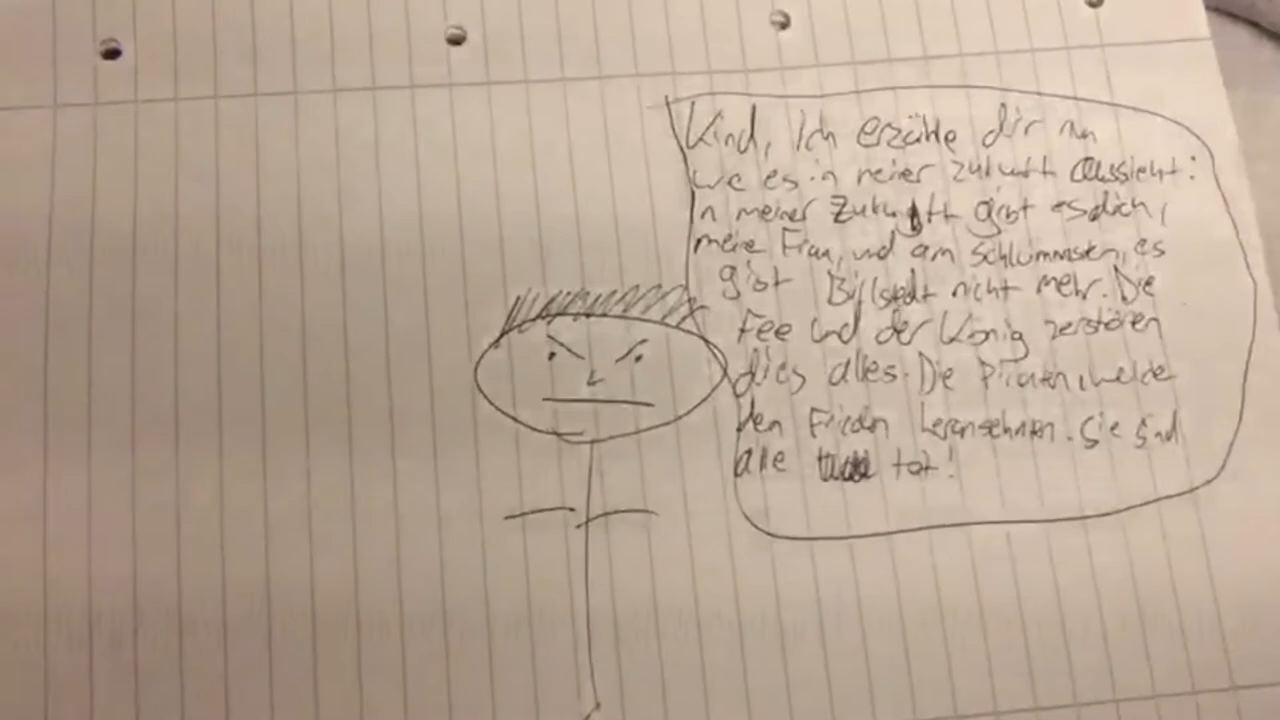 Kind, Ich erzähle dir nun
wie es in meiner Zukunft aussieht:
In meiner Zukunft gibt es dich,
meine Frau, und am schlimmsten, es
gibt Billstedt nicht mehr. Die
Fee und der König zerstören
dies alles. Die Piraten, welche
den Frieden heransehnten. Sie sind
alle tot!